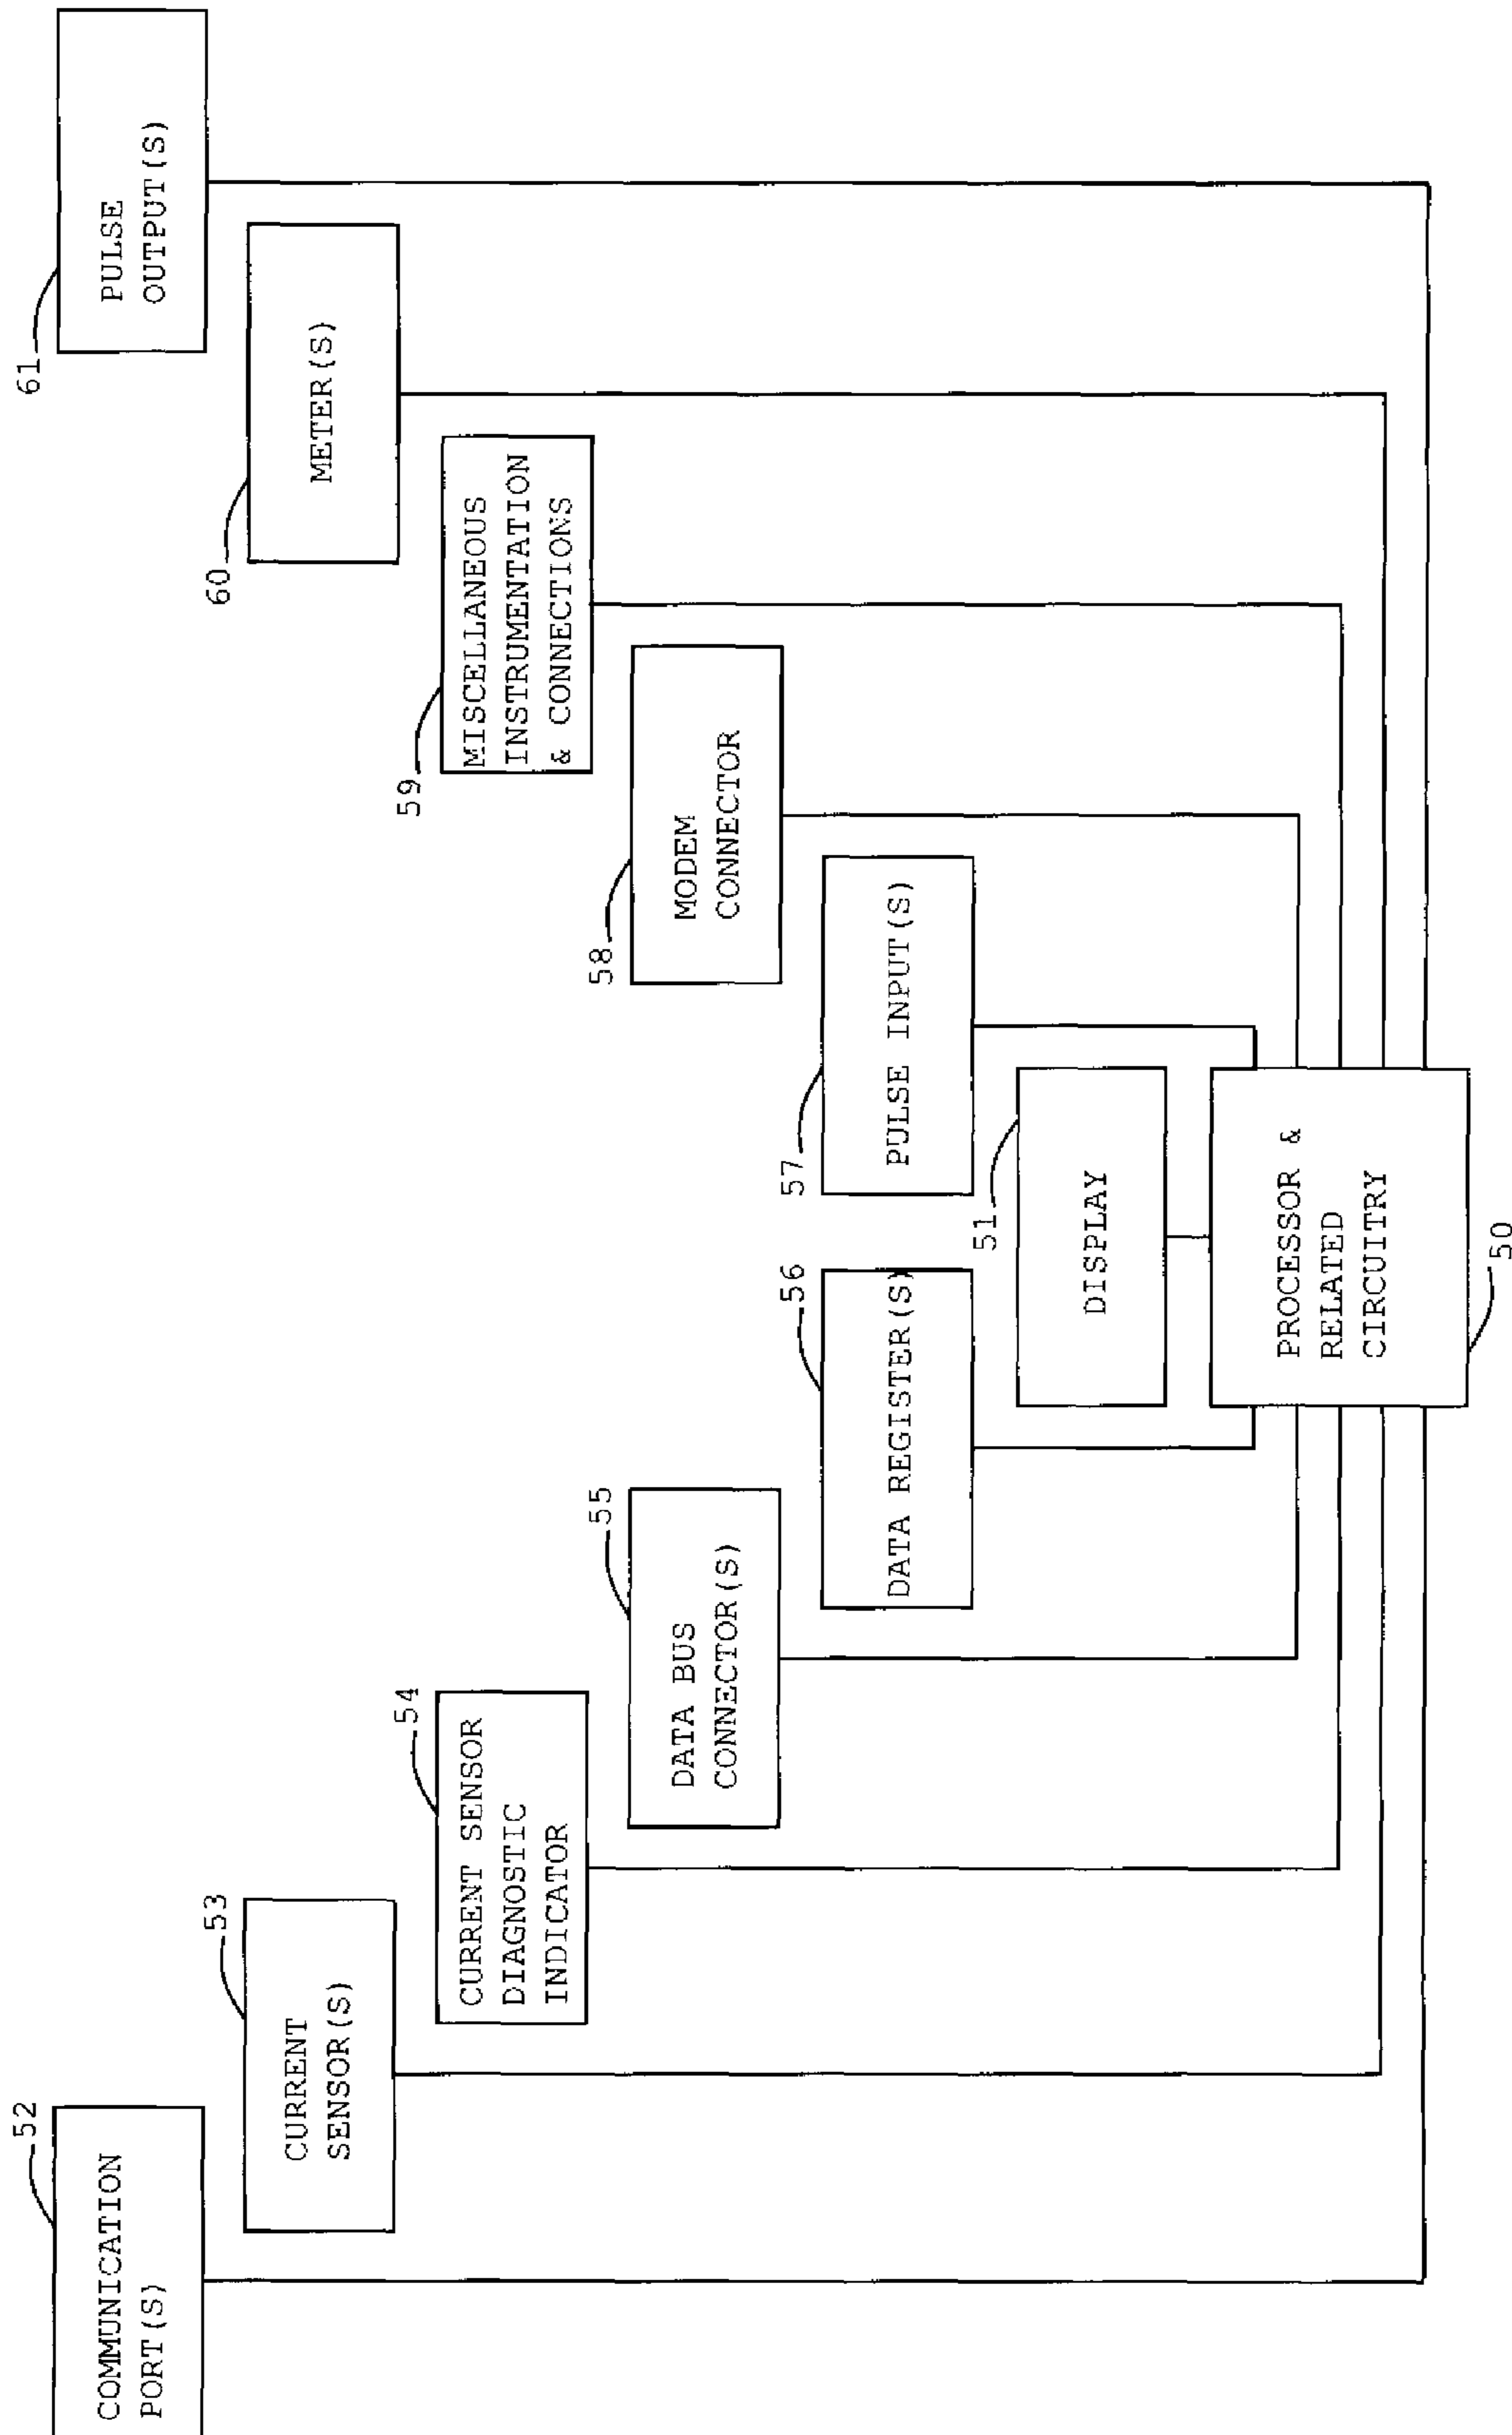 52
COMMUNICATION
PORT(S)
53
CURRENT
SENSOR(S)
54
CURRENT SENSOR
DIAGNOSTIC
INDICATOR
55
DATA BUS
CONNECTOR(S)
56
DATA REGISTER(S)
51
DISPLAY
57
PULSE INPUT(S)
58
MODEM
CONNECTOR
59
MISCELLANEOUS
INSTRUMENTATION
& CONNECTIONS
60
METER(S)
61
PULSE
OUTPUT(S)
PROCESSOR &
RELATED
CIRCUITRY
50